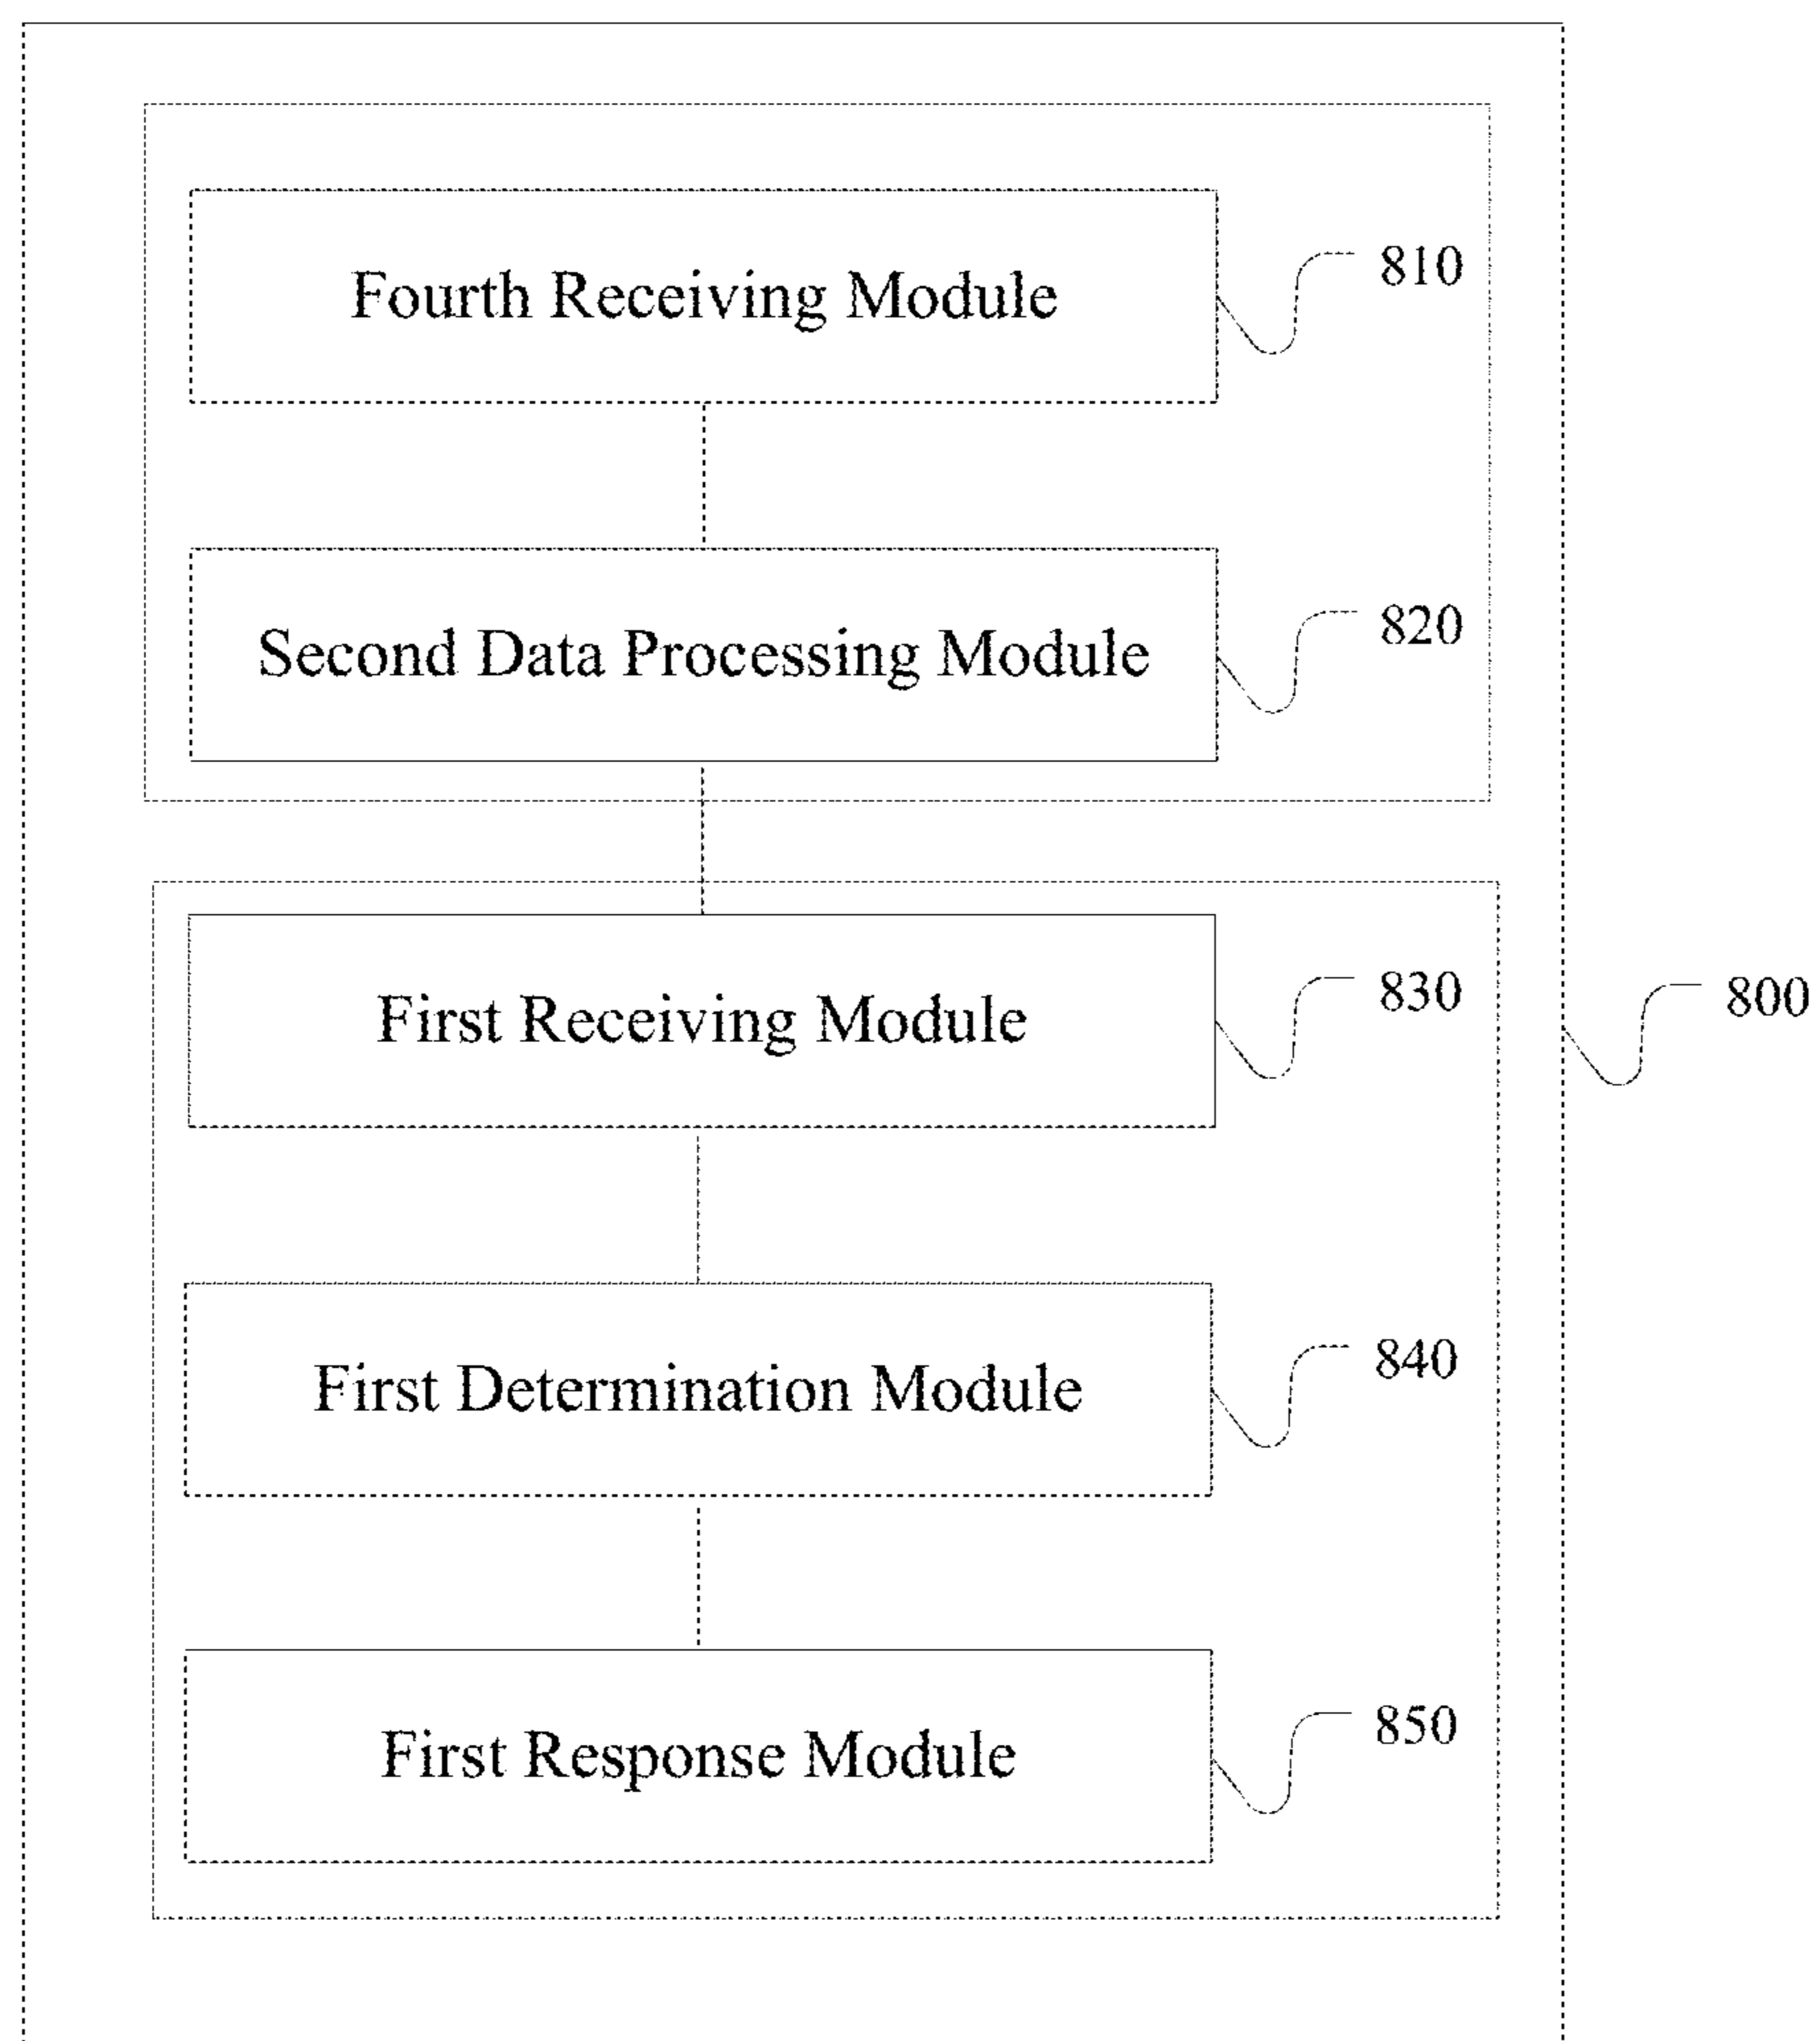 Fourth Receiving Module
810
Second Data Processing Module
820
First Receiving Module
830
800
First Determination Module
840
First Response Module
850